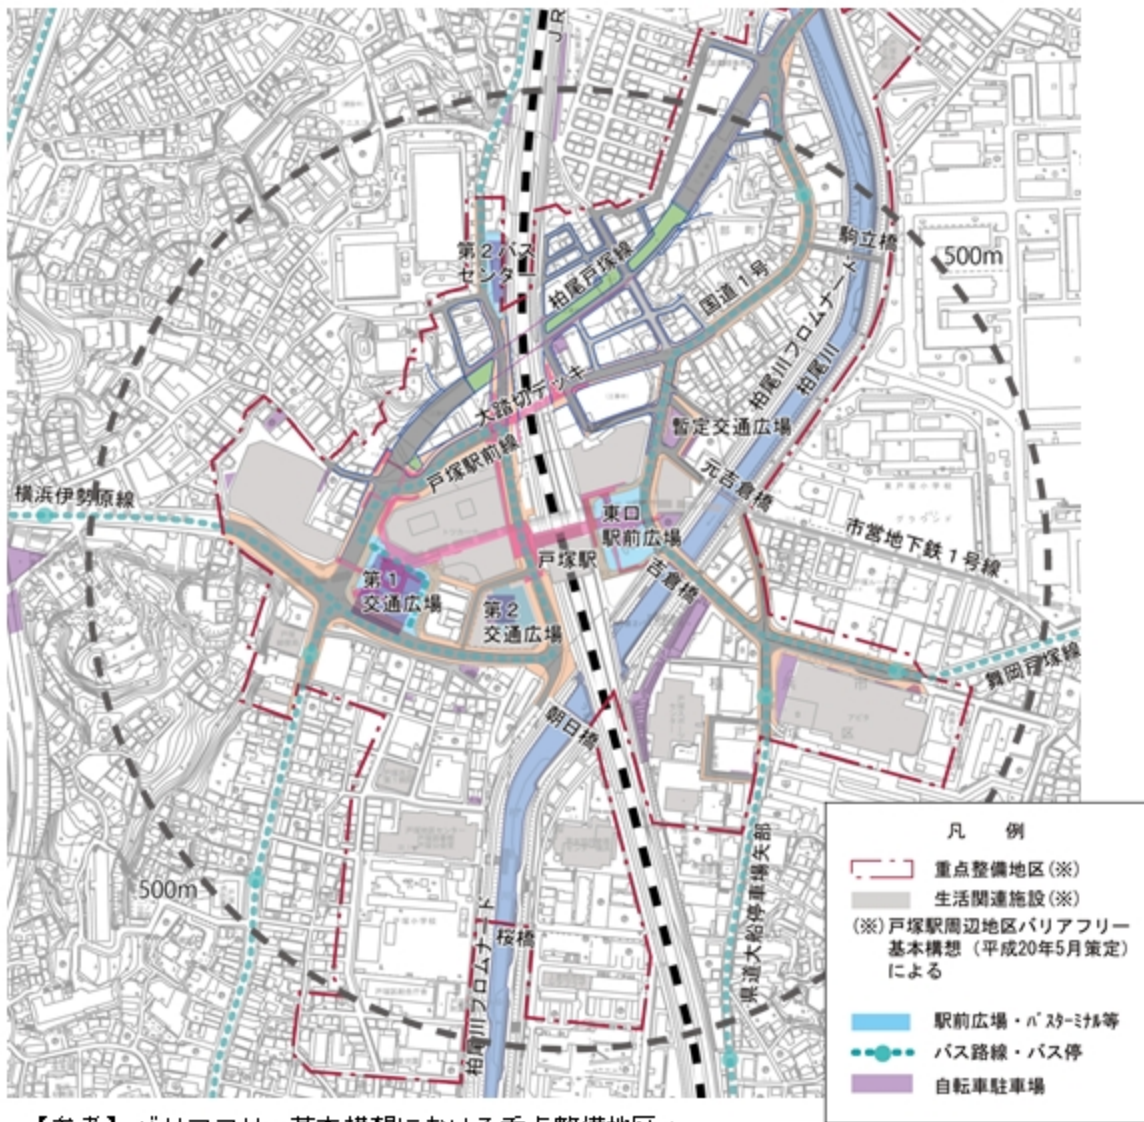 JR
第2バス
センター
柏尾戸塚線
国道1号
駒立橋
500m
柏尾川プロムナード
柏尾川
大踏切デッキ
暫定交通広場
戸塚駅前線
元吉倉橋
横浜伊勢原線
東口
駅前広場
市営地下鉄1号線
戸塚駅
第1
交通広場
吉倉橋
第2
交通広場
舞岡戸塚線
朝日橋
500m
県道大船停車場矢部
桜橋
柏尾川プロムナード
凡 例
重点整備地区(※)
生活関連施設(※)
(※)戸塚駅周辺地区バリアフリー
基本構想（平成20年5月策定）
による
駅前広場・バスターミナル等
バス路線・バス停
自転車駐車場